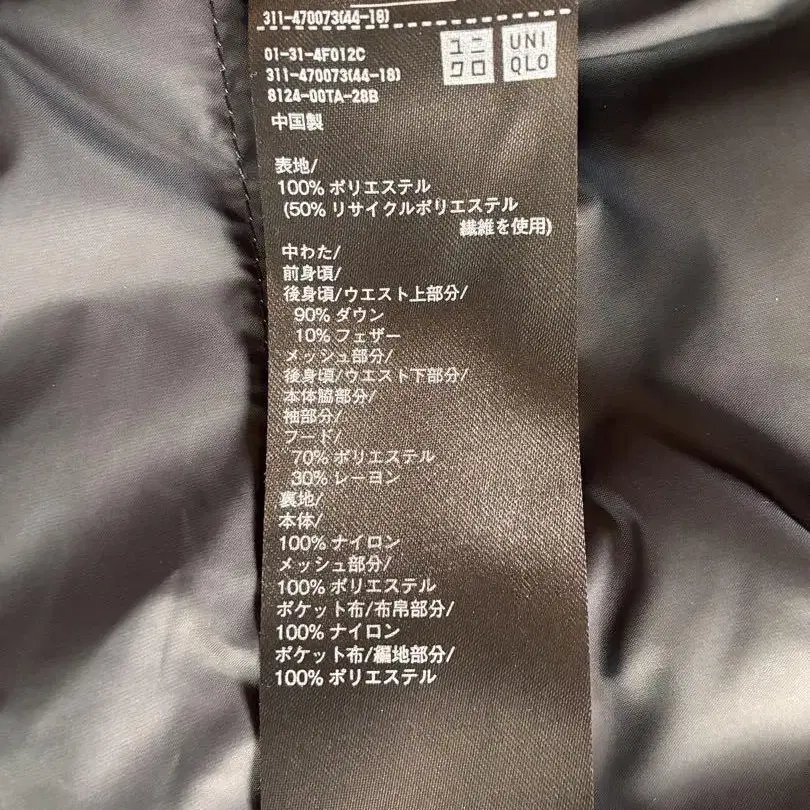 311-470073(44-18)
ユニクロ
UNIQLO
01-31-4F012C
311-470073(44-18)
8124-00TA-28B
中国製
表地/
100% ポリエステル
(50% リサイクルポリエステル
繊維を使用)
中わた/
前身頃/
後身頃/ウエスト上部分/
90% ダウン
10% フェザー
メッシュ部分/
後身頃/ウエスト下部分/
本体脇部分/
袖部分/
フード/
70% ポリエステル
30% レーヨン
裏地/
本体/
100% ナイロン
メッシュ部分/
100% ポリエステル
ポケット布/布帛部分/
100% ナイロン
ポケット布/編地部分/
100% ポリエステル